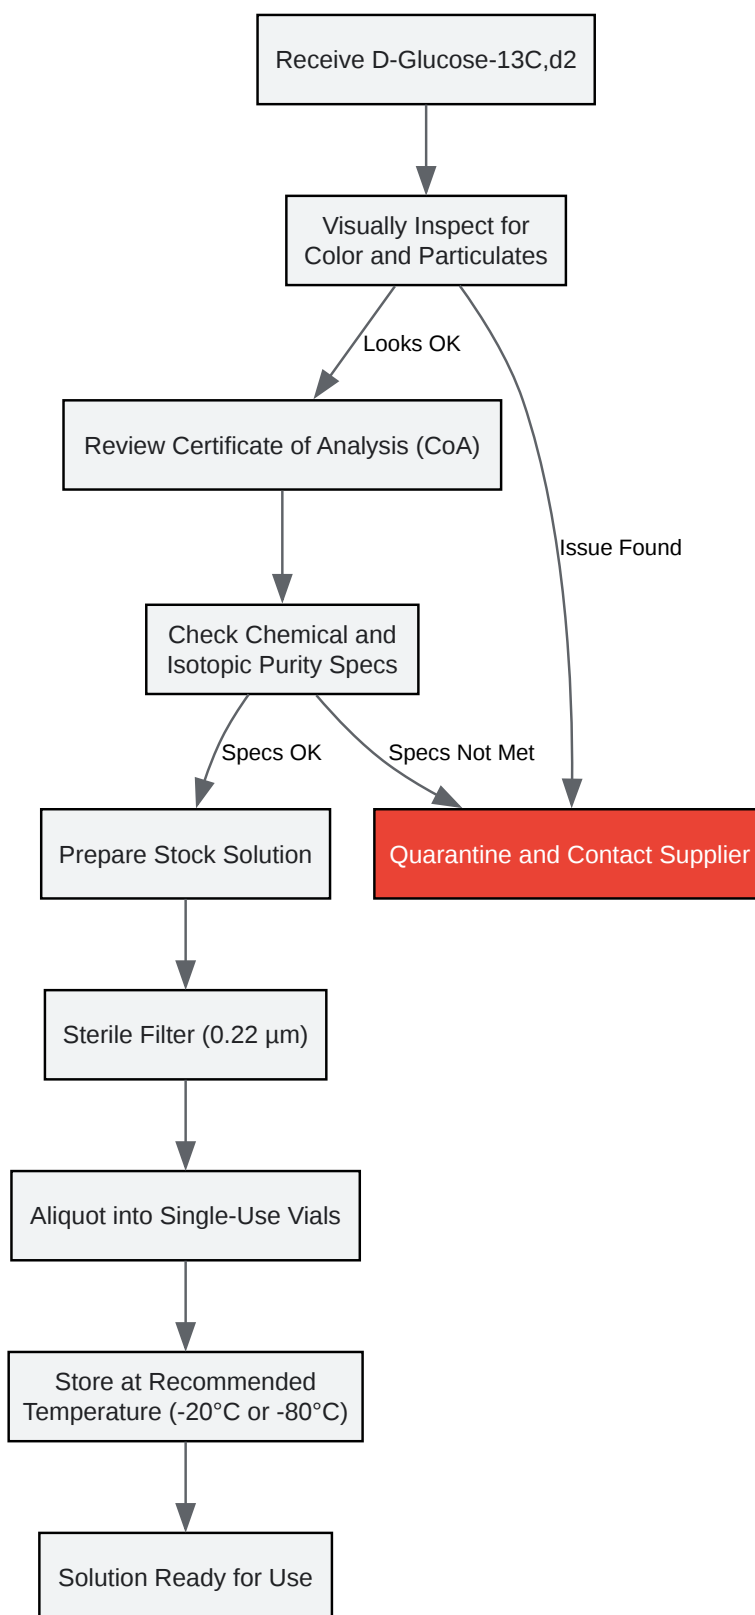 Receive D-Glucose-13C,d2
Visually Inspect for
Color and Particulates
Looks OK
Review Certificate of Analysis (CoA)
Issue Found
Check Chemical and
Isotopic Purity Specs
Specs OK
Specs Not Met
Prepare Stock Solution
Quarantine and Contact Supplier
Sterile Filter (0.22 µm)
Aliquot into Single-Use Vials
Store at Recommended
Temperature (-20°C or -80°C)
Solution Ready for Use